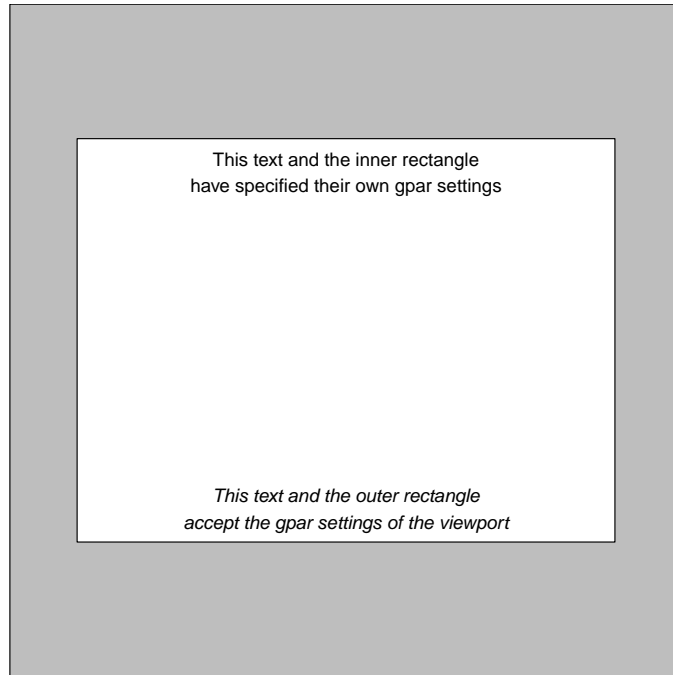 This text and the inner rectangle
have specified their own gpar settings
This text and the outer rectangle
accept the gpar settings of the viewport